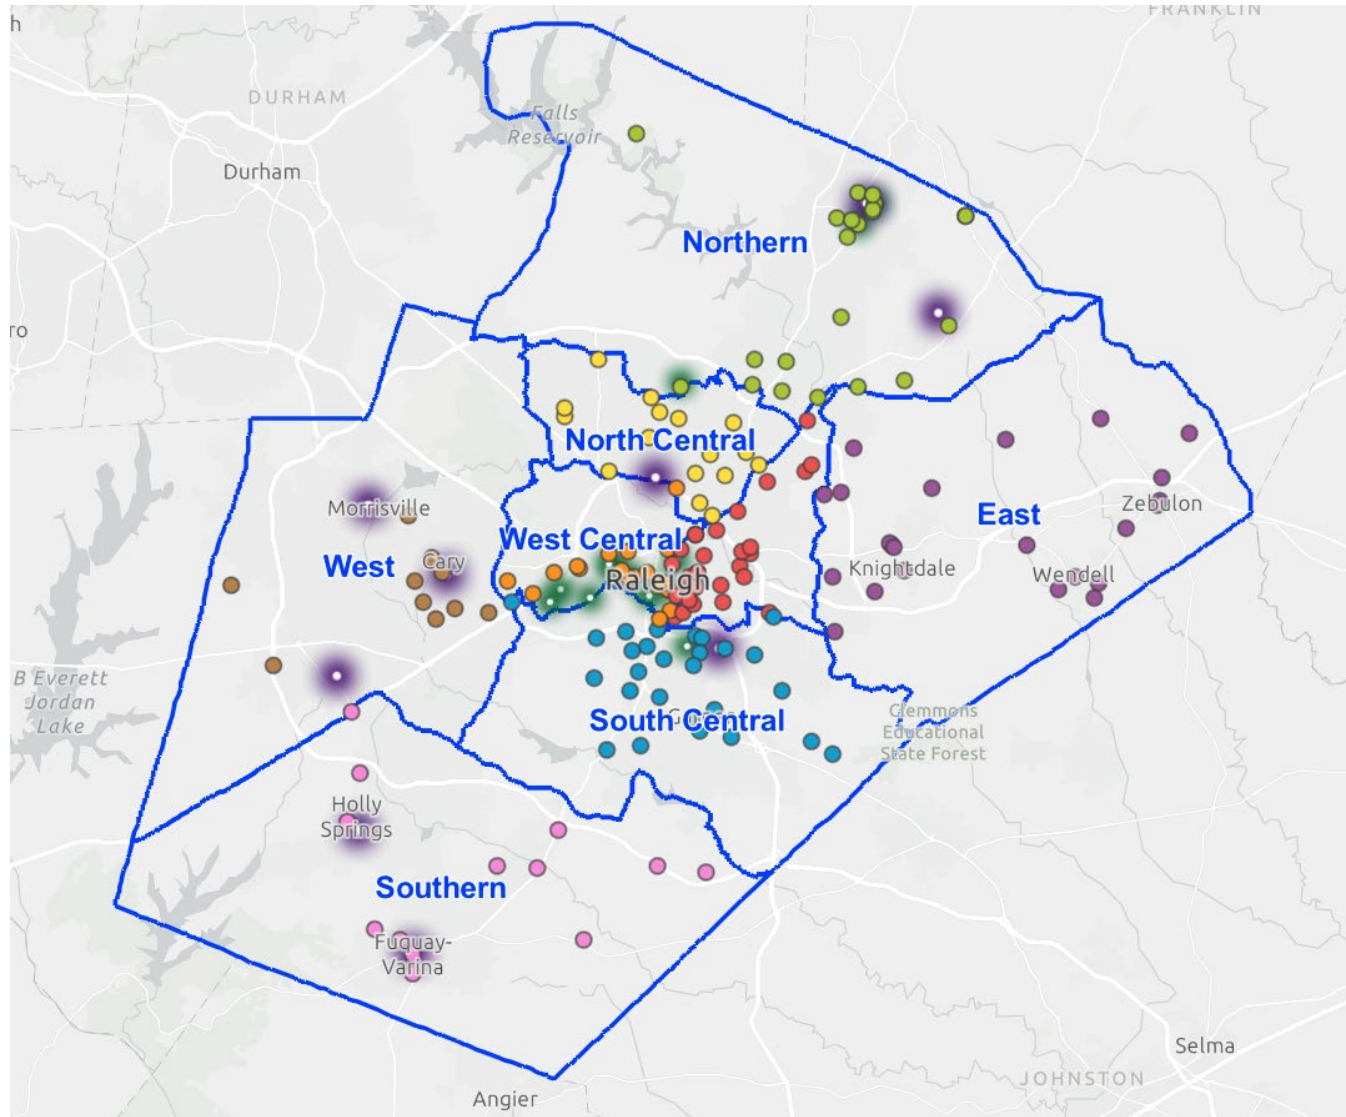 h
FRANKLIN
DURHAM
Falls
Reservoir
Durham
Northern
ro
North Central
Morrisville
Zebulon
East
West Central
West
Cary
Knightdale
Wendell
Raleigh
B Everett
Jordan
Lake
South Central
Clemmons
Educational
State Forest
Holly
Springs
Southern
Fuquay-
Varina
Selma
JOHNSTON
Angier